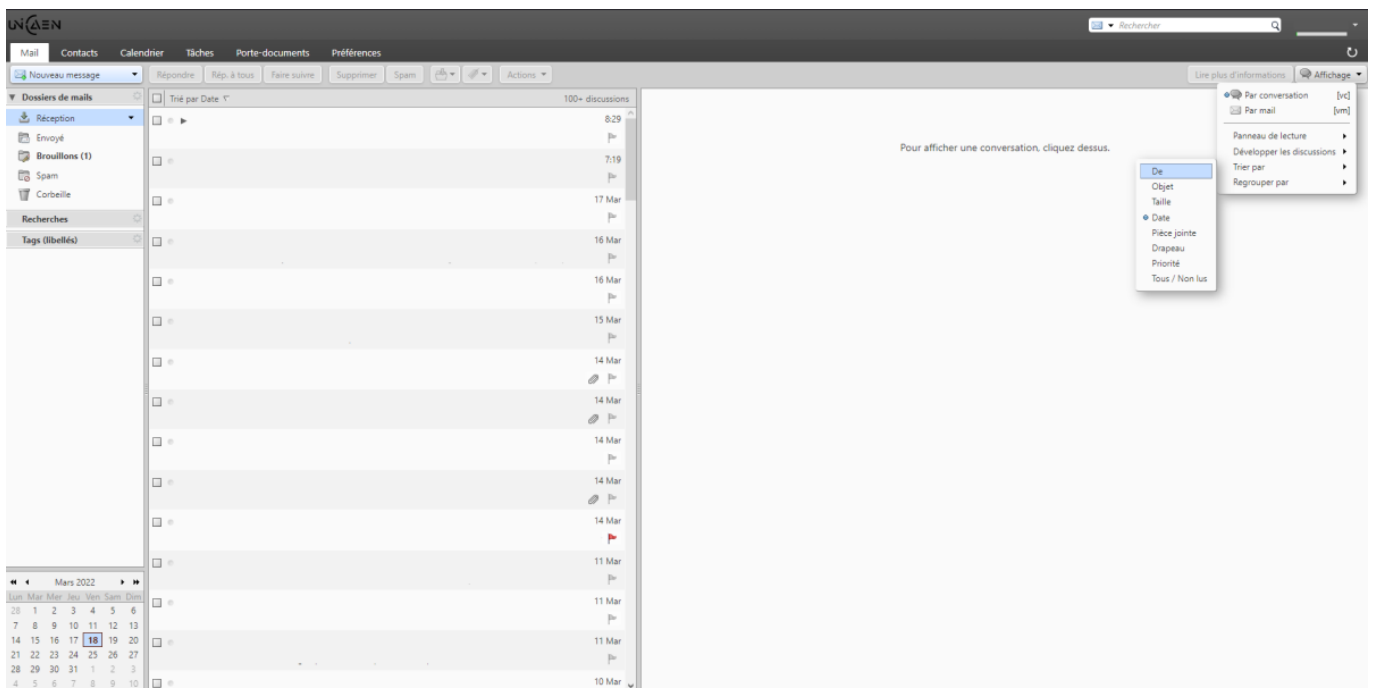 UNICAEN
Rechercher
Mail Contacts Calendrier Tâches Porte-documents Préférences
Nouveau message Répondre Rép. à tous Faire suivre Supprimer Spam Actions Lire plus d'informations Affichage
Dossiers de mails
Réception
Envoyé
Brouillons (1)
Spam
Corbeille
Recherches
Tags (libellés)
Trié par Date 100+ discussions
8:29
7:19
17 Mar
16 Mar
16 Mar
15 Mar
14 Mar
14 Mar
14 Mar
14 Mar
14 Mar
11 Mar
11 Mar
11 Mar
10 Mar
Pour afficher une conversation, cliquez dessus.
Par conversation [vc]
Par mail [vm]
Panneau de lecture
Développer les discussions
Trier par
Regrouper par
De
Objet
Taille
Date
Pièce jointe
Drapeau
Priorité
Tous / Non lus
Mars 2022
Lun Mar Mer Jeu Ven Sam Dim
28 1 2 3 4 5 6
7 8 9 10 11 12 13
14 15 16 17 18 19 20
21 22 23 24 25 26 27
28 29 30 31 1 2 3
4 5 6 7 8 9 10